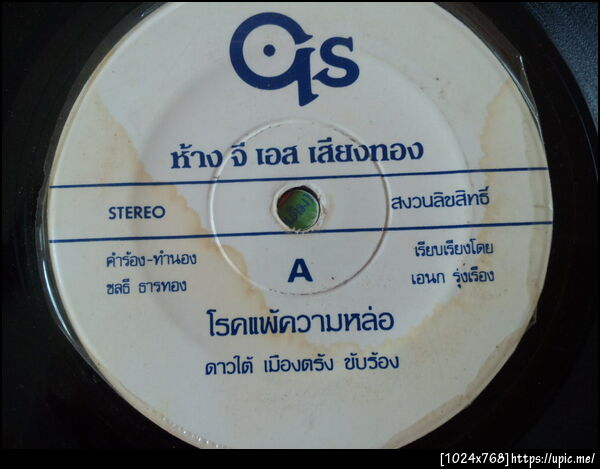 GS
ห้าง จี เอส เสียงทอง
STEREO
สงวนลิขสิทธิ์
คำร้อง-ทำนอง
ชลธี ธารทอง
A
เรียบเรียงโดย
เอนก รุ่งเรือง
โรคแพ้ความหล่อ
ดาวใต้ เมืองตรัง ขับร้อง
[1024x768]https://upic.me/